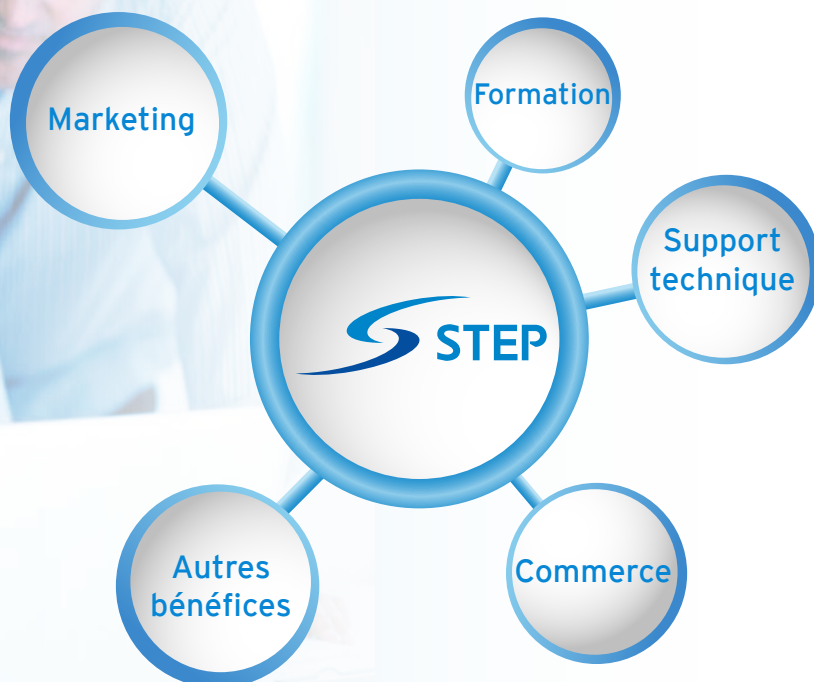 Marketing
Formation
Support
technique
STEP
Autres
bénéfices
Commerce